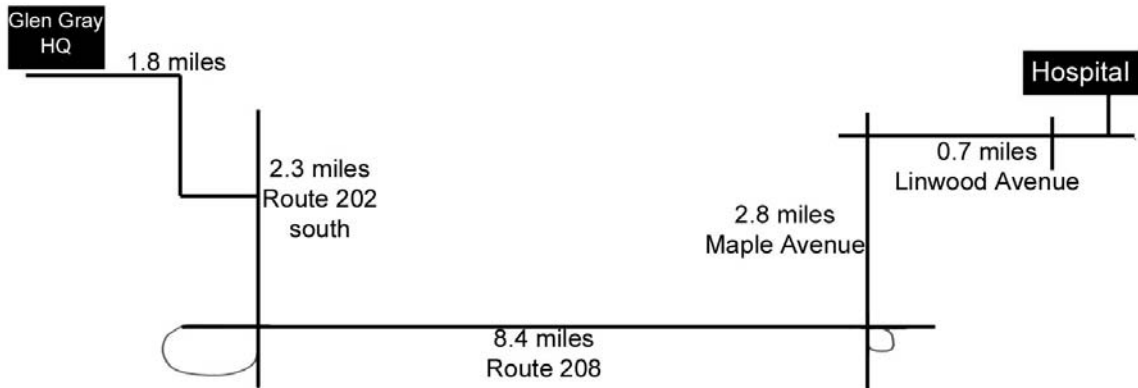 Glen Gray
HQ
1.8 miles
Hospital
2.3 miles
Route 202
south
0.7 miles
Linwood Avenue
2.8 miles
Maple Avenue
8.4 miles
Route 208